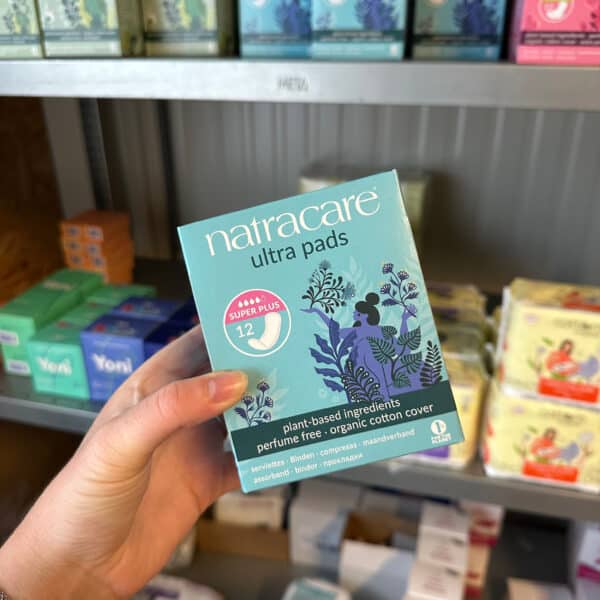 META
natracare
ultra pads
SUPER PLUS
12
plant-based ingredients
perfume free · organic cotton cover
serviettes · Binden · compresas · maandverband
assorbenti · bindor · прокладки
Yoni
Yoni